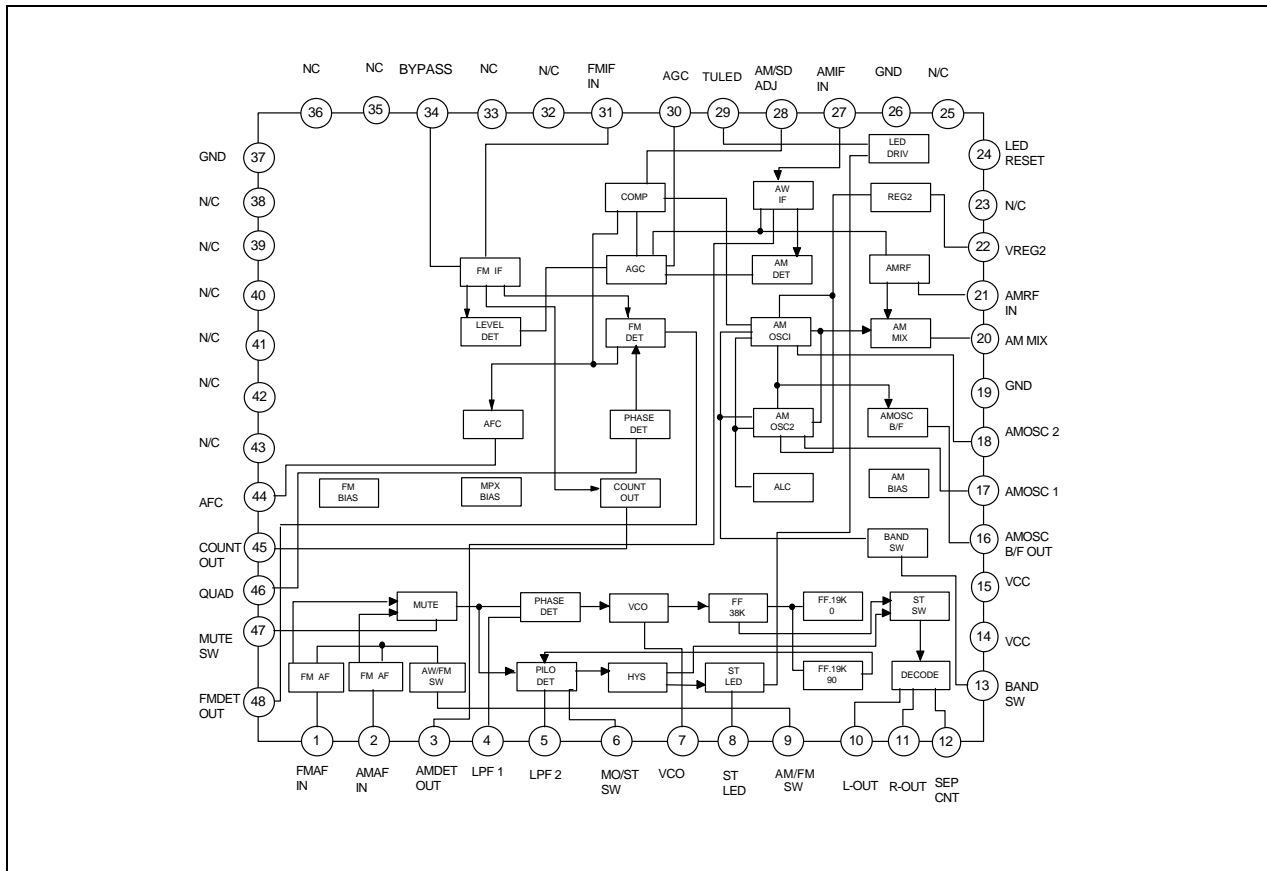 NC
NC
BYPASS
NC
N/C
FMIF
IN
AGC
TULED
AM/SD
ADJ
AMIF
IN
GND
N/C
36
35
34
33
32
31
30
29
28
27
26
25
GND
37
LED
DRIV
24
LED
RESET
N/C
38
COMP
AW
IF
REG2
23
N/C
N/C
39
22
VREG2
FM IF
AGC
AM
DET
AMRF
N/C
40
21
AMRF
IN
LEVEL
DET
FM
DET
AM
OSCI
AM
MIX
N/C
41
20
AM MIX
N/C
42
19
GND
AFC
PHASE
DET
AM
OSC2
AMOSC
B/F
N/C
43
18
AMOSC 2
AFC
44
FM
BIAS
MPX
BIAS
COUNT
OUT
ALC
AM
BIAS
17
AMOSC 1
COUNT
OUT
45
BAND
SW
16
AMOSC
B/F OUT
QUAD
46
15
VCC
MUTE
PHASE
DET
VCO
FF
38K
FF.19K
0
ST
SW
MUTE
SW
47
14
VCC
FM AF
FM AF
AW/FM
SW
PILO
DET
HYS
ST
LED
FF.19K
90
DECODE
FMDET
OUT
48
13
BAND
SW
1
2
3
4
5
6
7
8
9
10
11
12
FMAF
IN
AMAF
IN
AMDET
OUT
LPF 1
LPF 2
MO/ST
SW
VCO
ST
LED
AM/FM
SW
L-OUT
R-OUT
SEP
CNT